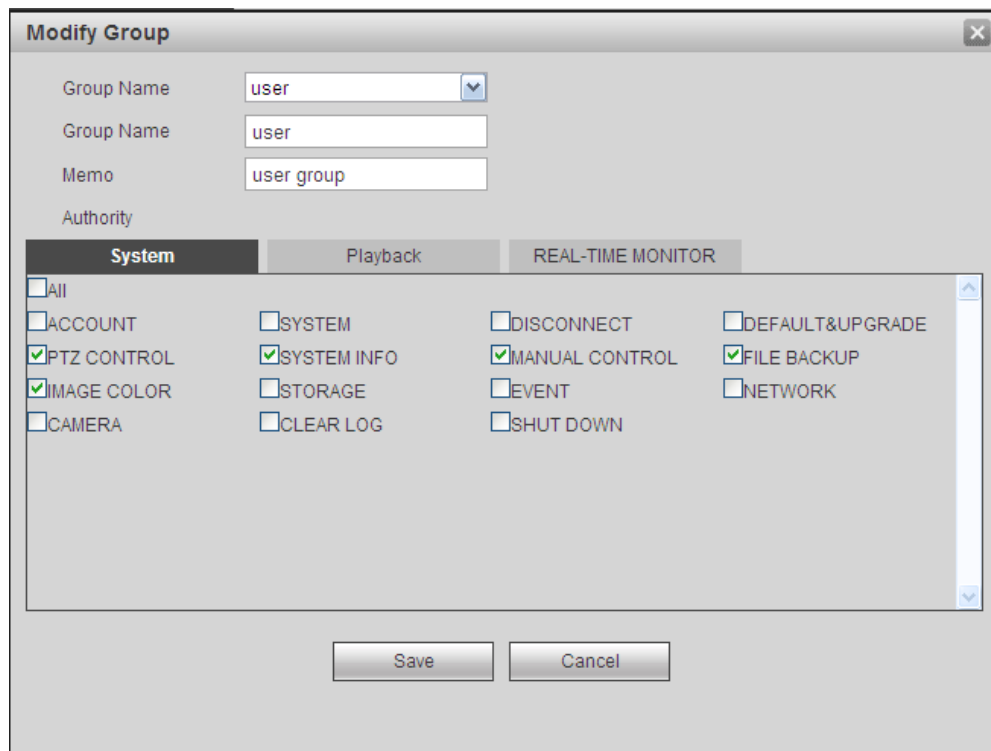 Modify Group
Group Name user
Group Name user
Memo user group
Authority
System Playback REAL-TIME MONITOR
All
ACCOUNT SYSTEM DISCONNECT DEFAULT&UPGRADE
PTZ CONTROL SYSTEM INFO MANUAL CONTROL FILE BACKUP
IMAGE COLOR STORAGE EVENT NETWORK
CAMERA CLEAR LOG SHUT DOWN
Save Cancel